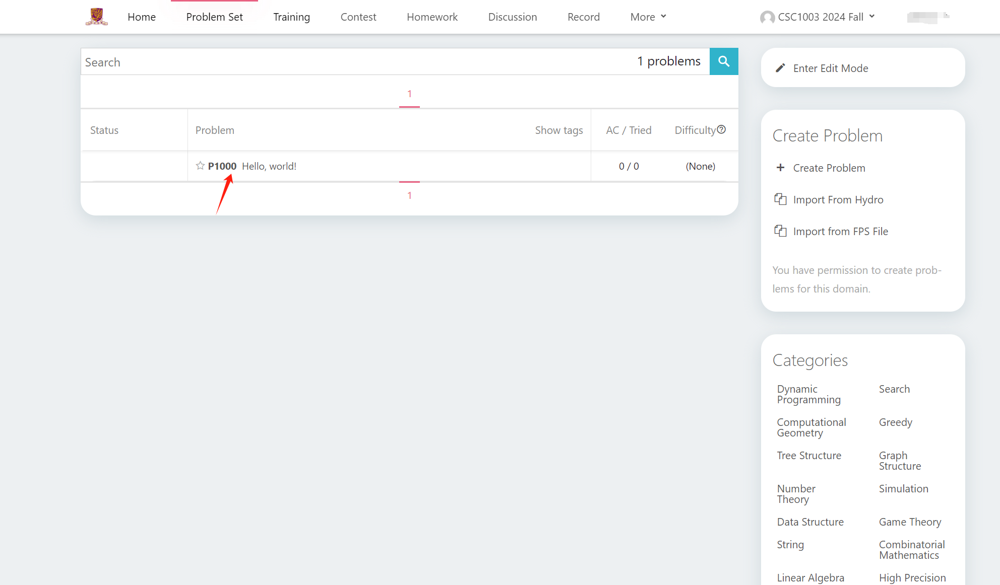 Home Problem Set Training Contest Homework Discussion Record More CSC1003 2024 Fall
Search 1 problems
1
Status Problem Show tags AC / Tried Difficulty
P1000 Hello, world! 0 / 0 (None)
1
Enter Edit Mode
Create Problem
Create Problem
Import From Hydro
Import from FPS File
You have permission to create prob-
lems for this domain.
Categories
Dynamic
Programming
Search
Computational
Geometry
Greedy
Tree Structure
Graph
Structure
Number
Theory
Simulation
Data Structure
Game Theory
String
Combinatorial
Mathematics
Linear Algebra
High Precision